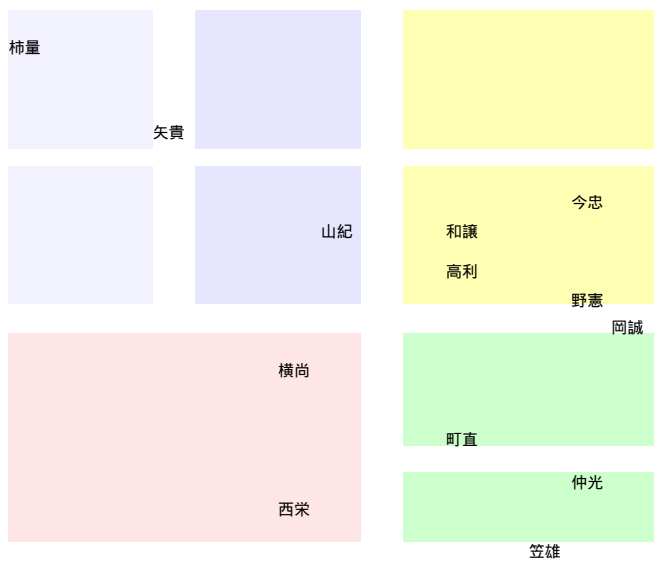 柿量
矢貴
今忠
山紀
和譲
高利
野憲
岡誠
横尚
町直
仲光
西栄
笠雄